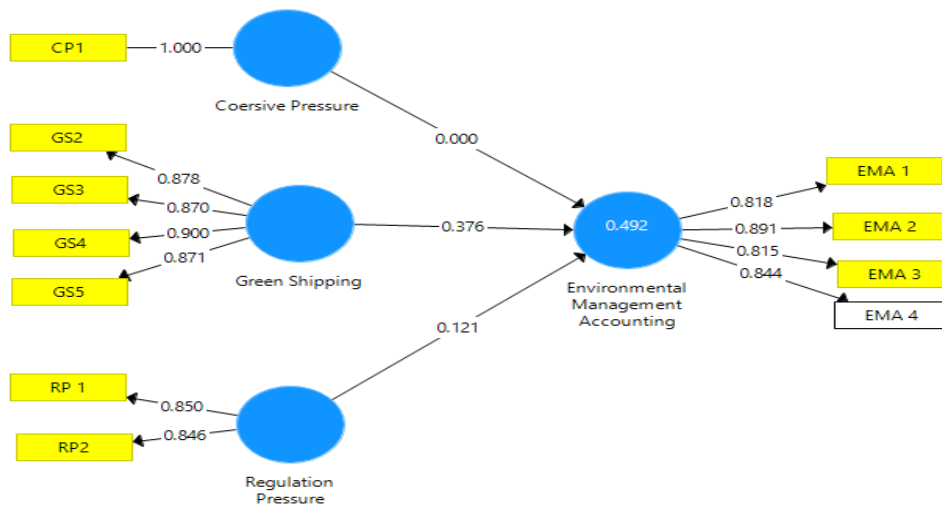 CP1
1.000
Coersive Pressure
0.000
GS2
0.878
GS3
0.870
GS4
0.900
GS5
0.871
Green Shipping
0.376
0.492
Environmental
Management
Accounting
EMA 1
0.818
EMA 2
0.891
EMA 3
0.815
EMA 4
0.844
0.121
RP 1
0.850
RP2
0.846
Regulation
Pressure